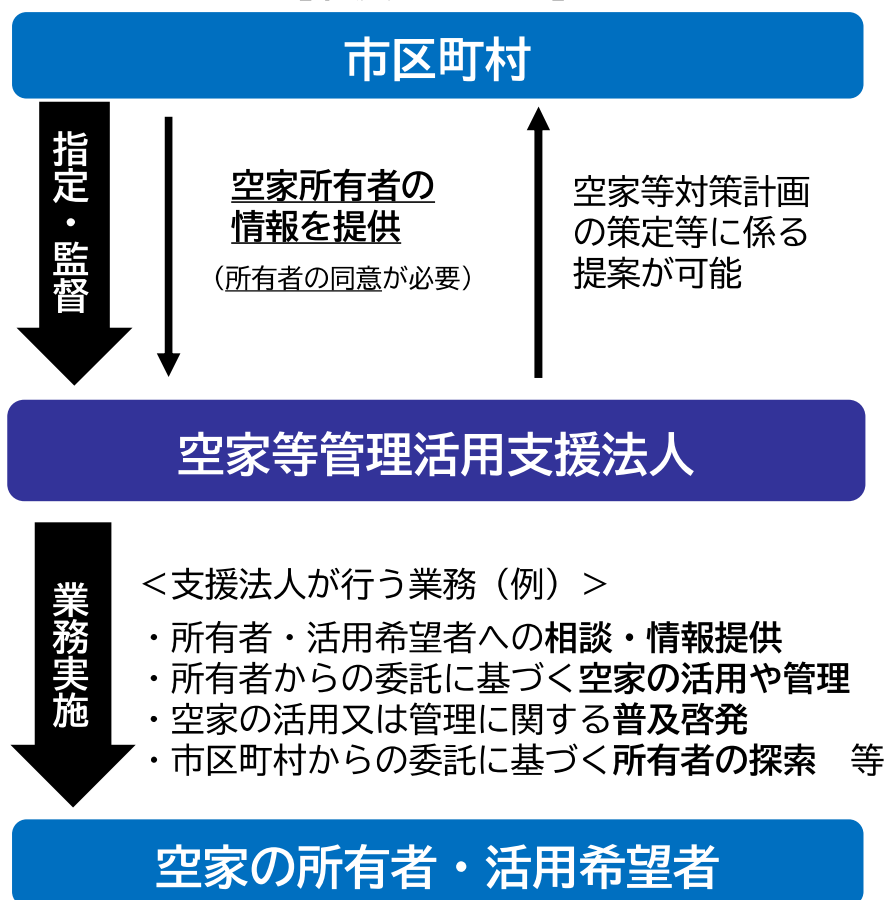 市区町村
指定・監督
空家所有者の
情報を提供
（所有者の同意が必要）
空家等対策計画
の策定等に係る
提案が可能
空家等管理活用支援法人
業務実施
＜支援法人が行う業務（例）＞
・所有者・活用希望者への相談・情報提供
・所有者からの委託に基づく空家の活用や管理
・空家の活用又は管理に関する普及啓発
・市区町村からの委託に基づく所有者の探索　等
空家の所有者・活用希望者